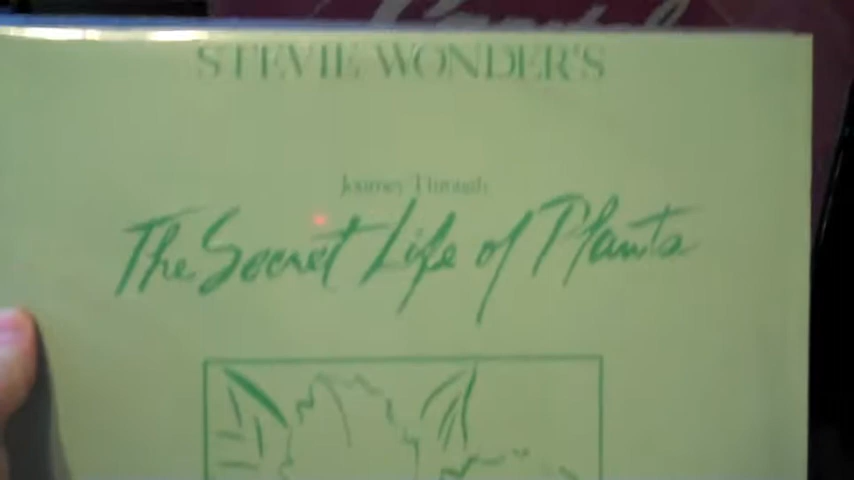 STEVIE WONDER'S
Journey Through
The Secret Life of Plants